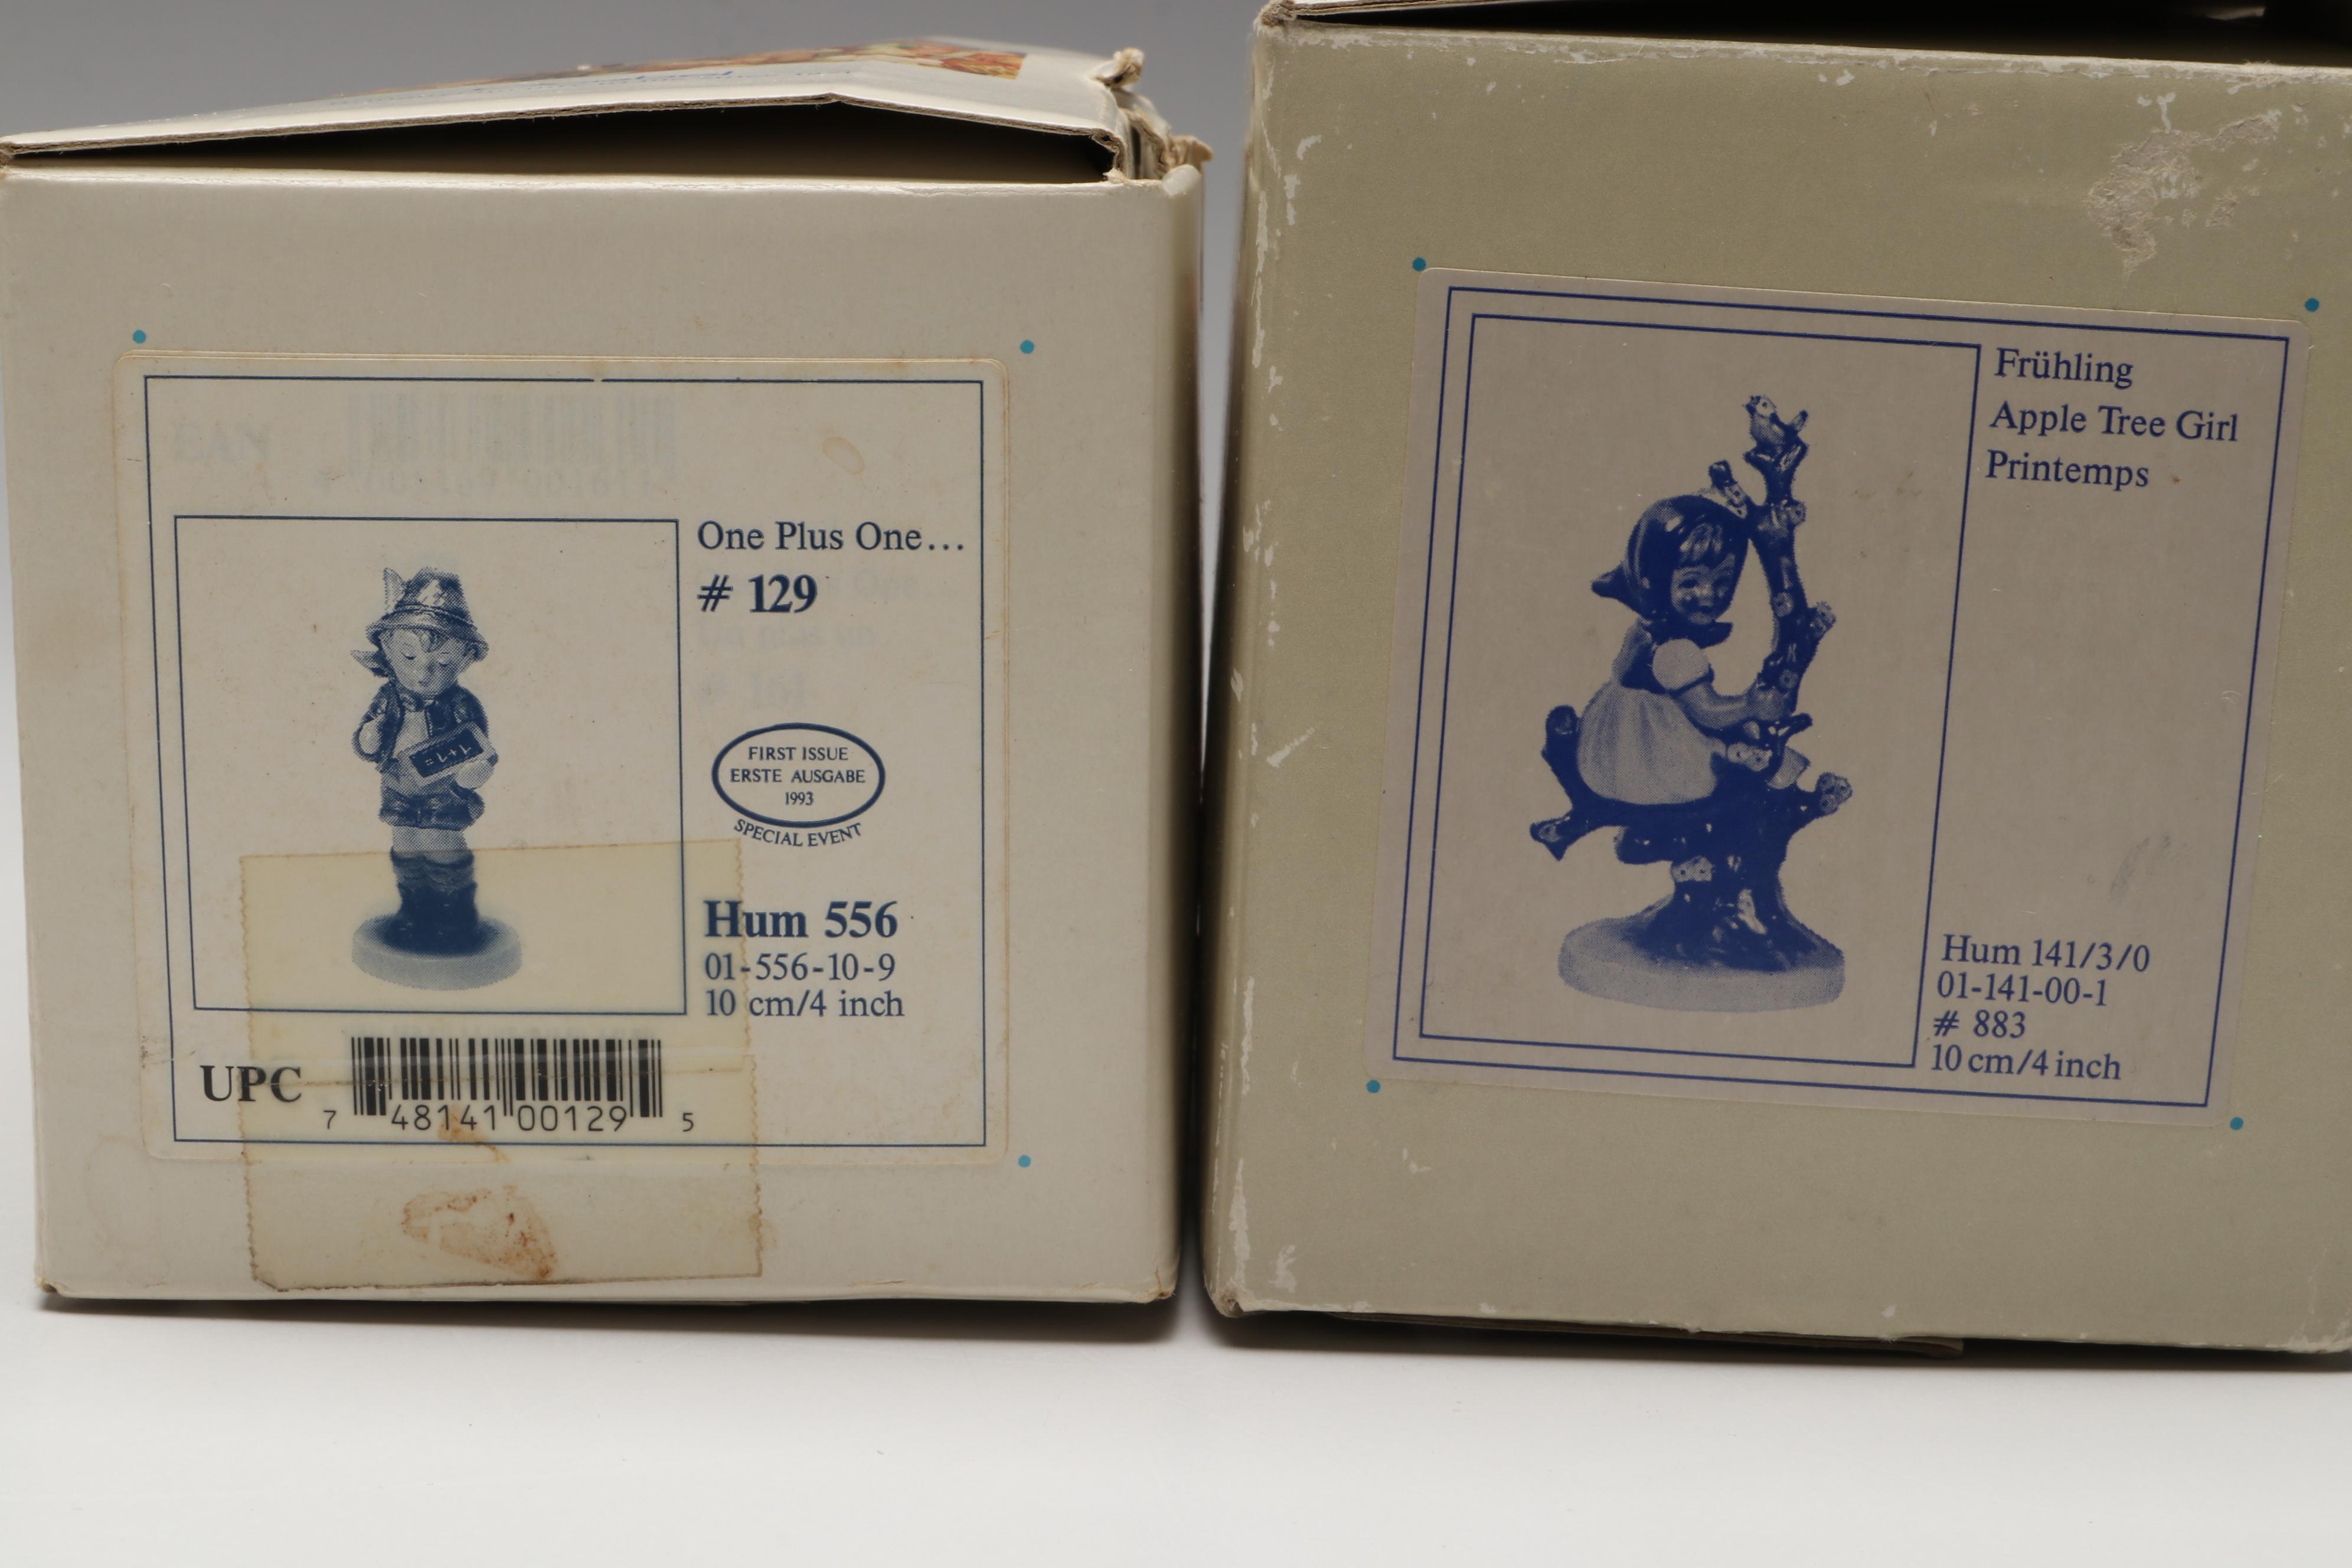 One Plus One...
# 129
FIRST ISSUE
ERSTE AUSGABE
1993
SPECIAL EVENT
Hum 556
01-556-10-9
10 cm/4 inch
UPC
7 48141 00129 5
EAN
Frühling
Apple Tree Girl
Printemps
Hum 141/3/0
01-141-00-1
# 883
10 cm/4 inch